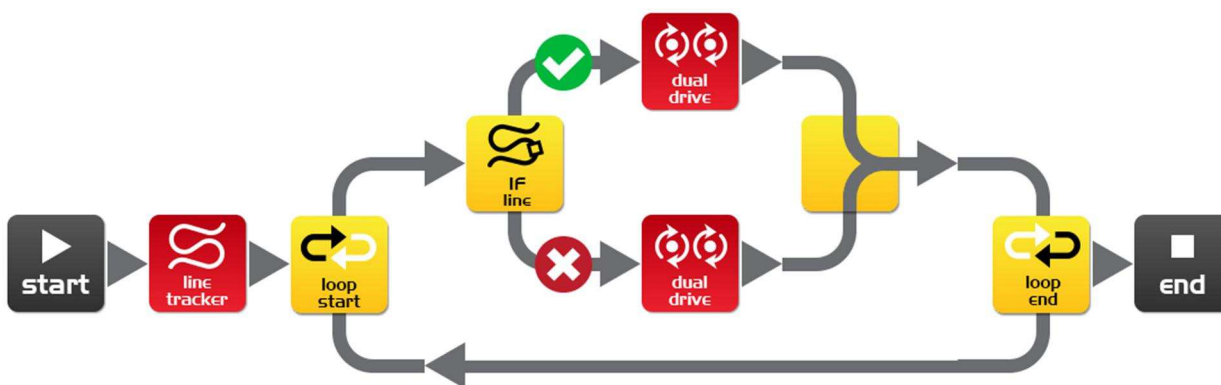 start
line
tracker
loop
start
IF
line
dual
drive
dual
drive
loop
end
end